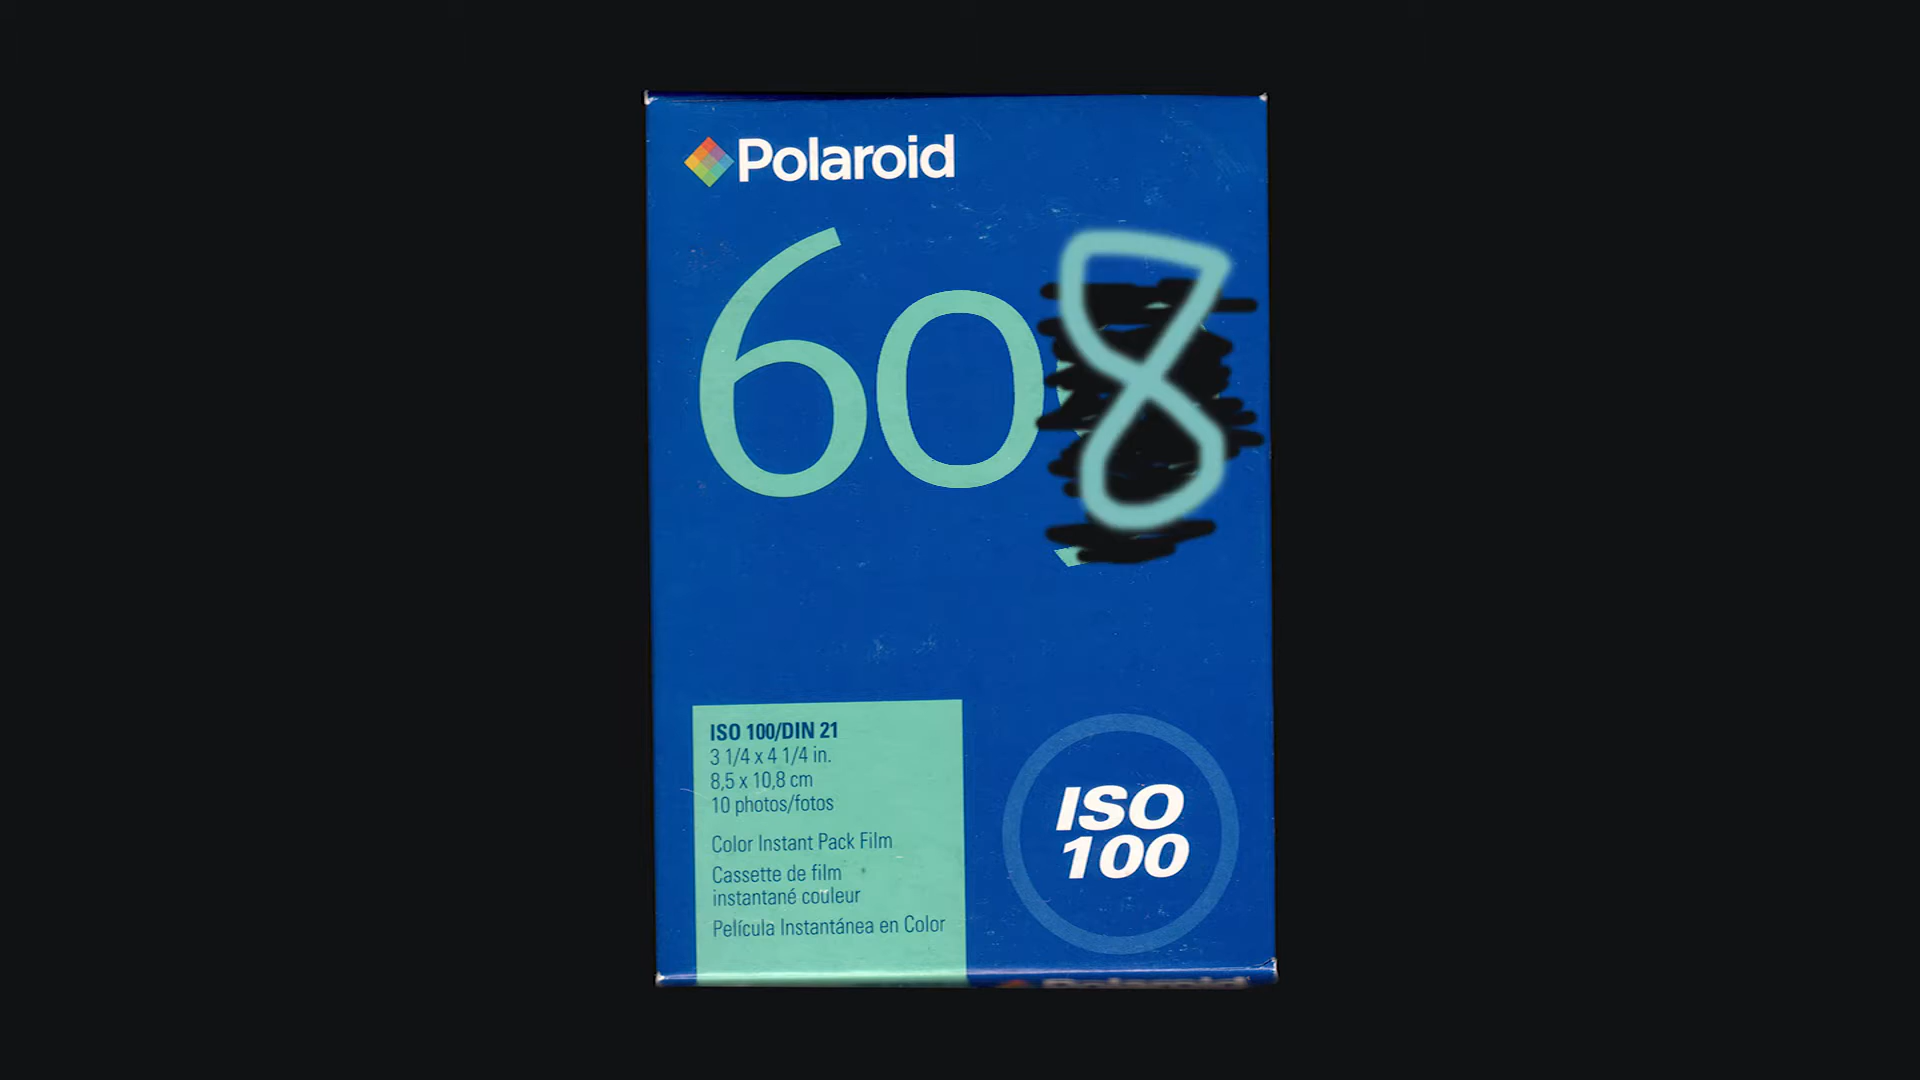 Polaroid
608
ISO 100/DIN 21
3 1/4 x 4 1/4 in.
8,5 x 10,8 cm
10 photos/fotos
Color Instant Pack Film
Cassette de film
instantané couleur
Película Instantánea en Color
ISO
100